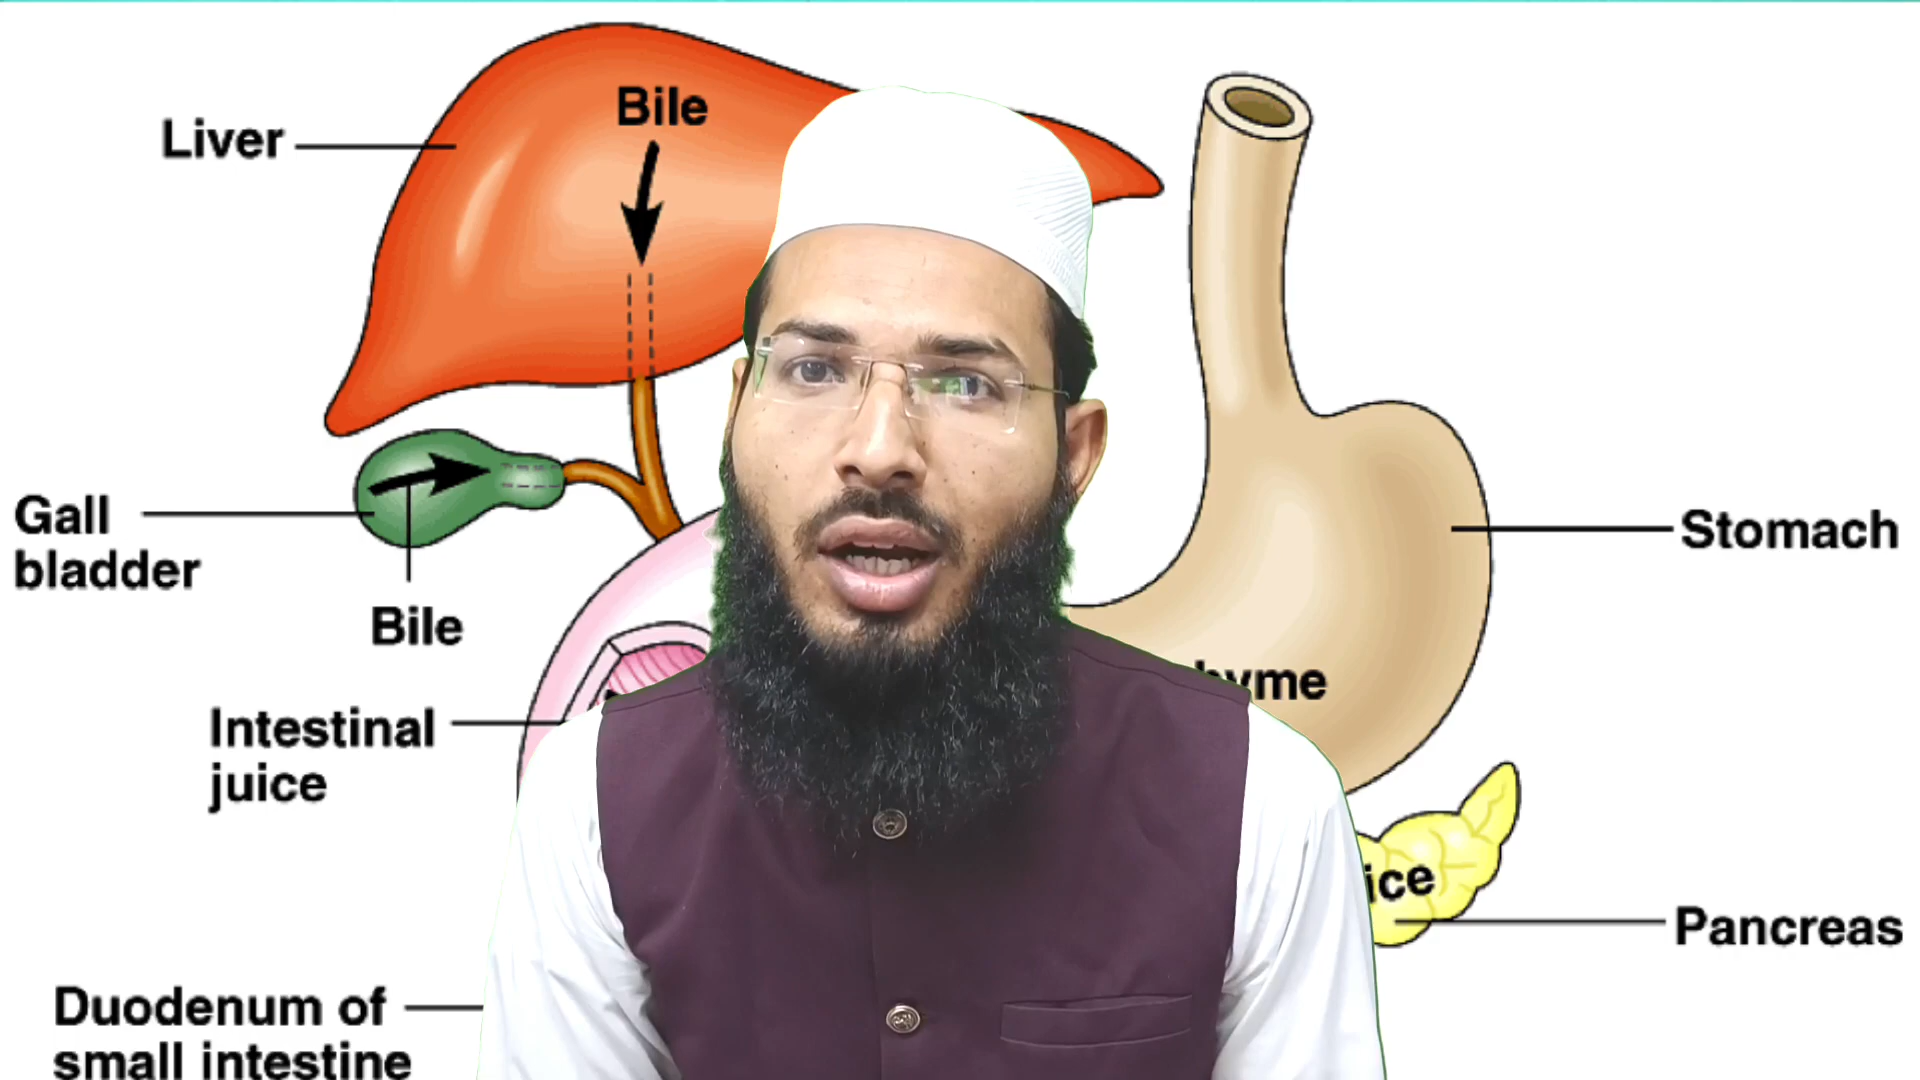 Bile
Liver
Gall
bladder
Bile
Stomach
Intestinal
juice
Pancreas
Duodenum of
small intestine